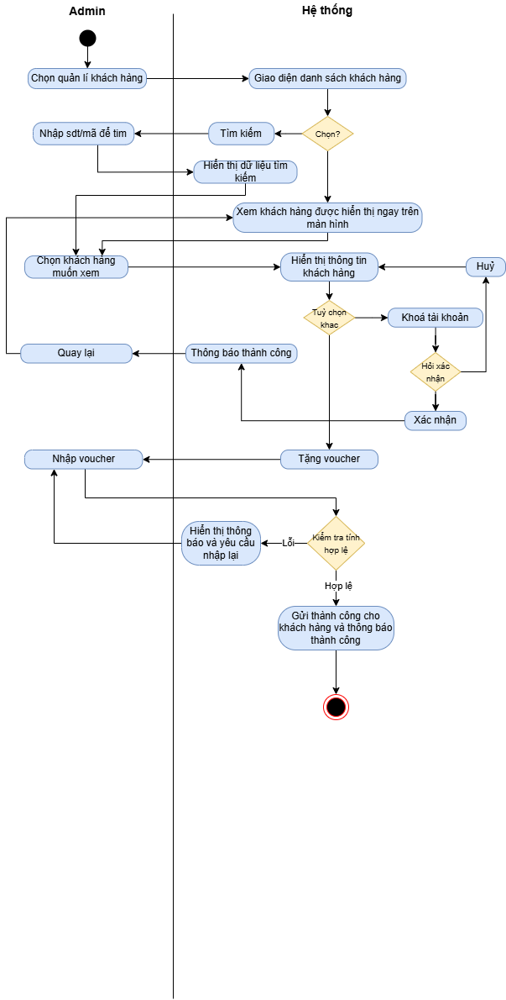 Admin
Hệ thống
Chọn quản lí khách hàng
Giao diện danh sách khách hàng
Nhập sdt/mã để tim
Tìm kiếm
Chọn?
Hiển thị dữ liệu tìm
kiếm
Xem khách hàng được hiển thị ngay trên
màn hình
Chọn khách hàng
muốn xem
Hiển thị thông tin
khách hàng
Huỷ
Tuỳ chọn
khac
Khoá tài khoản
Quay lại
Thông báo thành công
Hỏi xác
nhận
Xác nhận
Nhập voucher
Tặng voucher
Hiển thị thông
báo và yêu cầu
nhập lại
Lỗi
Kiểm tra tính
hợp lệ
Hợp lệ
Gửi thành công cho
khách hàng và thông báo
thành công